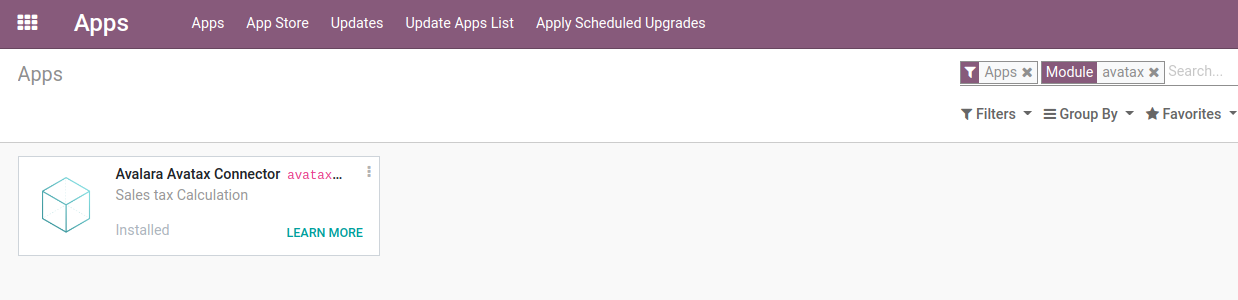 Apps Apps App Store Updates Update Apps List Apply Scheduled Upgrades
Apps
Apps Module avatax Search...
Filters Group By Favorites
Avalara Avatax Connector avatax…
Sales tax Calculation
Installed LEARN MORE